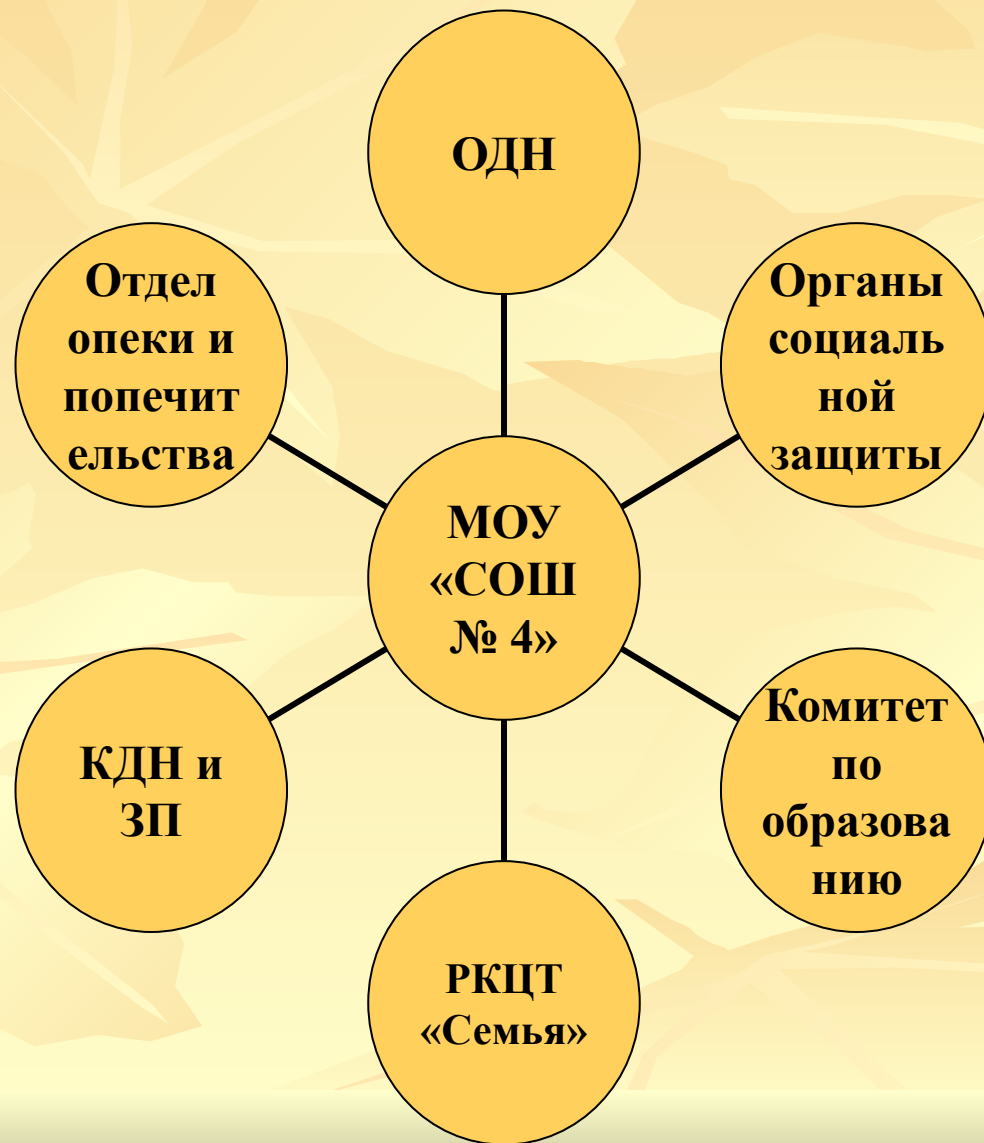 ОДН
Отдел
опеки и
попечит
ельства
Органы
социаль
ной
защиты
МОУ
«СОШ
№ 4»
КДН и
ЗП
Комитет
по
образова
нию
РКЦТ
«Семья»